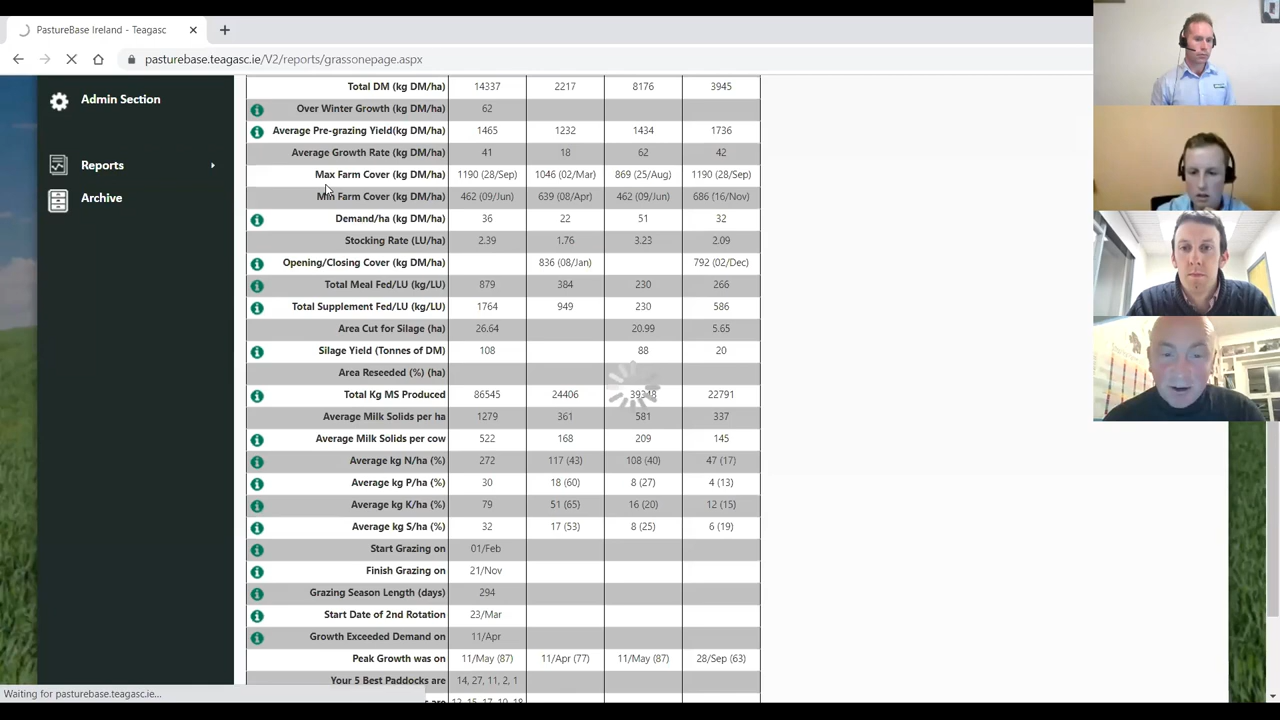 PastureBase Ireland - Teagasc
pasturebase.teagasc.ie/V2/reports/grassonepage.aspx
Admin Section
Reports
Archive
Total DM (kg DM/ha) 14337 2217 8176 3945
Over Winter Growth (kg DM/ha) 62
Average Pre-grazing Yield(kg DM/ha) 1465 1232 1434 1736
Average Growth Rate (kg DM/ha) 41 18 62 42
Max Farm Cover (kg DM/ha) 1190 (28/Sep) 1046 (02/Mar) 869 (25/Aug) 1190 (28/Sep)
Min Farm Cover (kg DM/ha) 462 (09/Jun) 639 (08/Apr) 462 (09/Jun) 686 (16/Nov)
Demand/ha (kg DM/ha) 36 22 51 32
Stocking Rate (LU/ha) 2.39 1.76 3.23 2.09
Opening/Closing Cover (kg DM/ha) 836 (08/Jan) 792 (02/Dec)
Total Meal Fed/LU (kg/LU) 879 384 230 266
Total Supplement Fed/LU (kg/LU) 1764 949 230 586
Area Cut for Silage (ha) 26.64 20.99 5.65
Silage Yield (Tonnes of DM) 108 88 20
Area Reseeded (%) (ha)
Total Kg MS Produced 86545 24406 22791
Average Milk Solids per ha 1279 361 581 337
Average Milk Solids per cow 522 168 209 145
Average kg N/ha (%) 272 117 (43) 108 (40) 47 (17)
Average kg P/ha (%) 30 18 (60) 8 (27) 4 (13)
Average kg K/ha (%) 79 51 (65) 16 (20) 12 (15)
Average kg S/ha (%) 32 17 (53) 8 (25) 6 (19)
Start Grazing on 01/Feb
Finish Grazing on 21/Nov
Grazing Season Length (days) 294
Start Date of 2nd Rotation 23/Mar
Growth Exceeded Demand on 11/Apr
Peak Growth was on 11/May (87) 11/Apr (77) 11/May (87) 28/Sep (63)
Your 5 Best Paddocks are 14, 27, 11, 2, 1
Waiting for pasturebase.teagasc.ie...